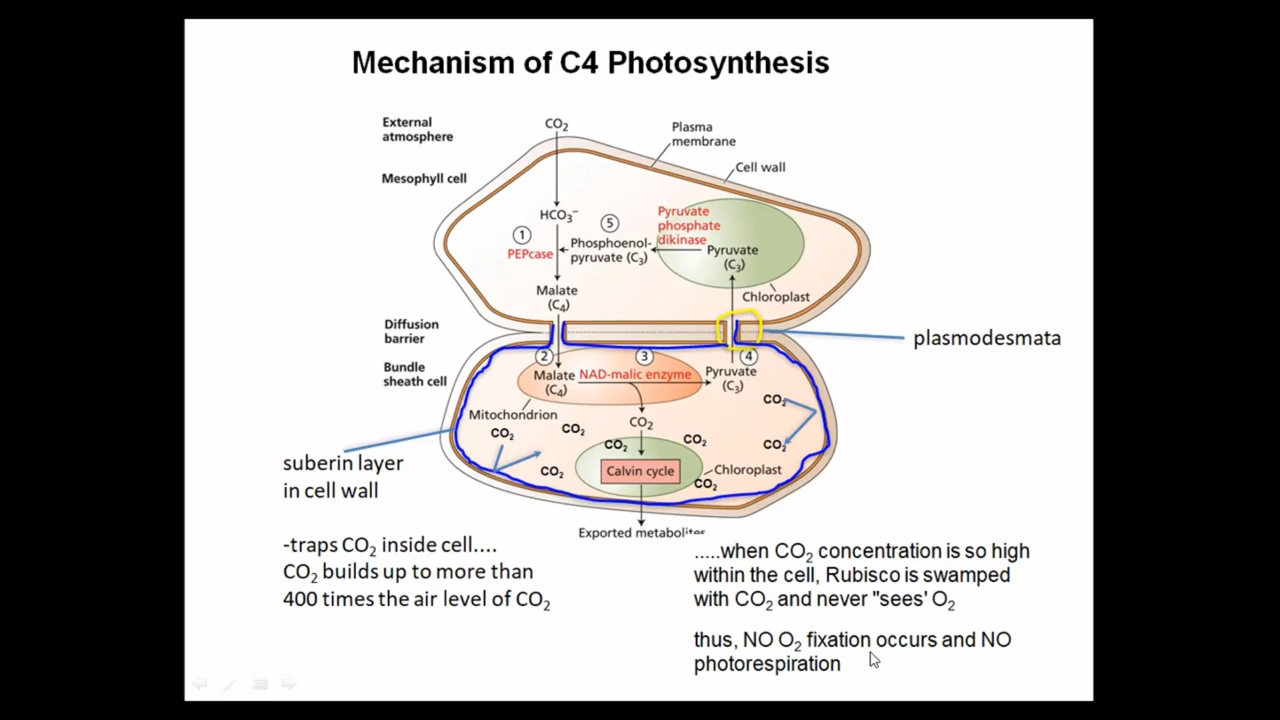 Mechanism of C4 Photosynthesis
External
atmosphere
CO₂
Plasma
membrane
Cell wall
Mesophyll cell
HCO₃⁻
① 
PEPcase
⑤
Phosphoenol-
pyruvate (C₃)
Pyruvate
phosphate
dikinase
Pyruvate
(C₃)
Chloroplast
Malate
(C₄)
Diffusion
barrier
plasmodesmata
Bundle
sheath cell
②
Malate
(C₄)
③
NAD-malic enzyme
④
Pyruvate
(C₃)
Mitochondrion
CO₂
CO₂
CO₂
CO₂
CO₂
CO₂
CO₂
CO₂
CO₂
Calvin cycle
Chloroplast
Exported metabolites
suberin layer
in cell wall
-traps CO₂ inside cell....
CO₂ builds up to more than
400 times the air level of CO₂
.....when CO₂ concentration is so high
within the cell, Rubisco is swamped
with CO₂ and never "sees' O₂
thus, NO O₂ fixation occurs and NO
photorespiration